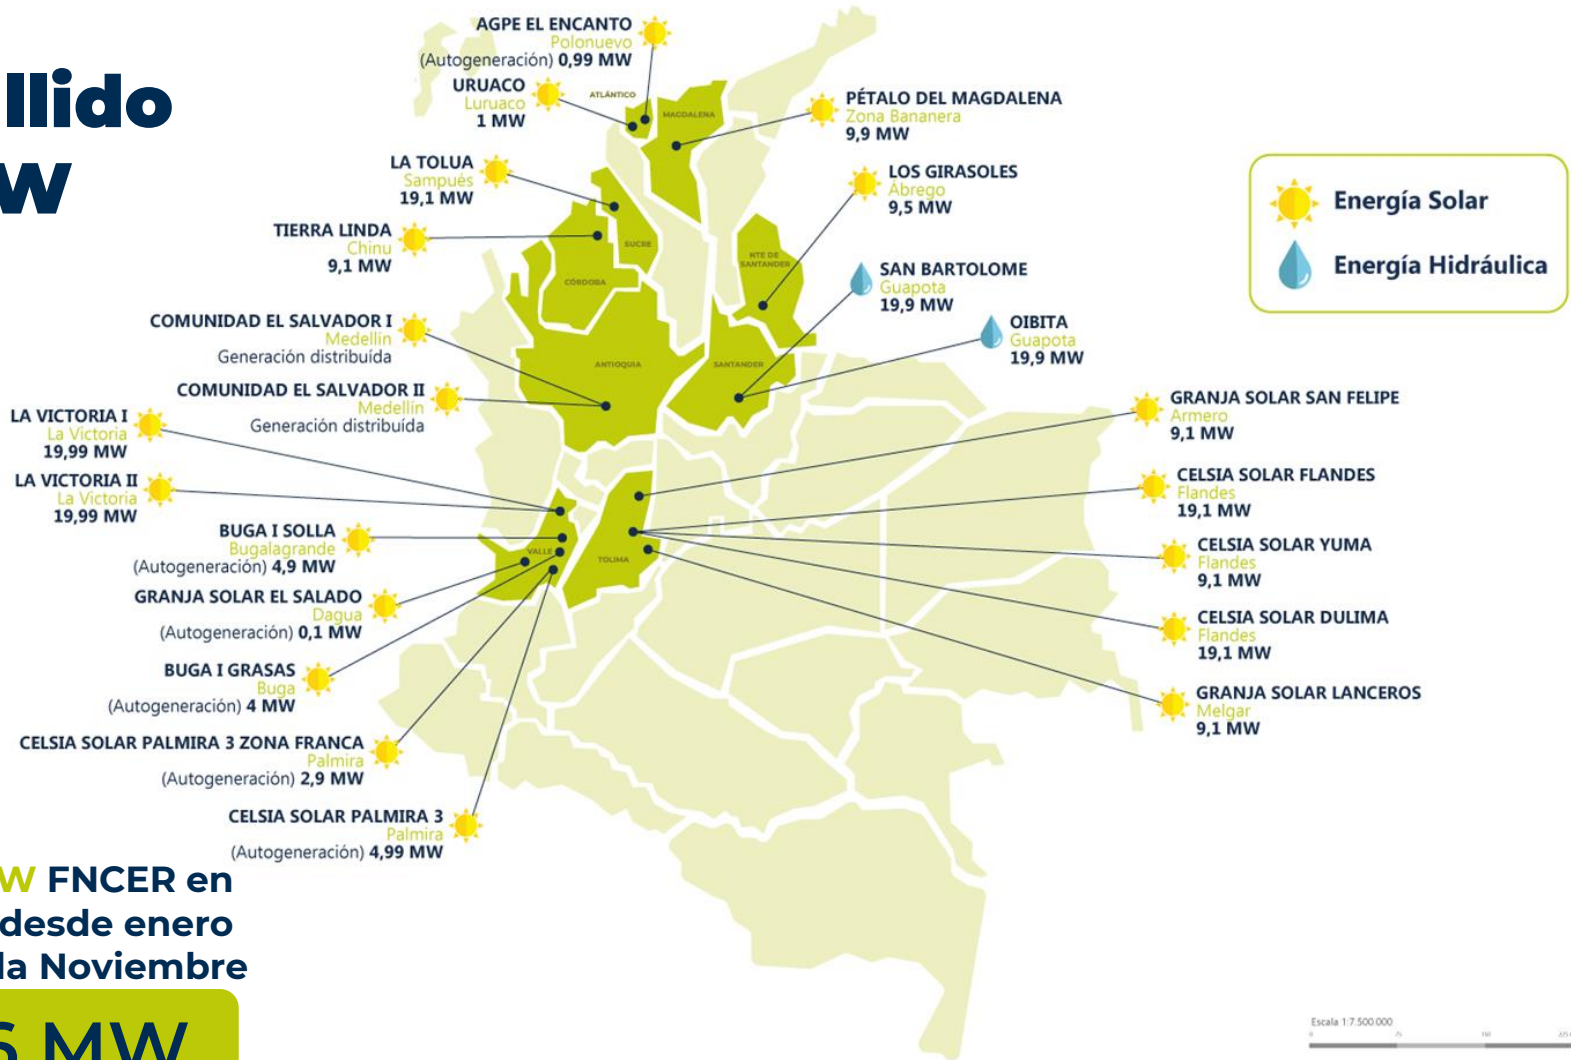 llido
W
AGPE EL ENCANTO
Polonuevo
(Autogeneración) 0,99 MW
URUACO
Luruaco
1 MW
LA TOLUA
Sampués
19,1 MW
TIERRA LINDA
Chinu
9,1 MW
COMUNIDAD EL SALVADOR I
Medellín
Generación distribuída
COMUNIDAD EL SALVADOR II
Medellín
Generación distribuída
LA VICTORIA I
La Victoria
19,99 MW
LA VICTORIA II
La Victoria
19,99 MW
BUGA I SOLLA
Bugalagrande
(Autogeneración) 4,9 MW
GRANJA SOLAR EL SALADO
Dagua
(Autogeneración) 0,1 MW
BUGA I GRASAS
Buga
(Autogeneración) 4 MW
CELSIA SOLAR PALMIRA 3 ZONA FRANCA
Palmira
(Autogeneración) 2,9 MW
CELSIA SOLAR PALMIRA 3
Palmira
(Autogeneración) 4,99 MW
ATLÁNTICO
MAGDALENA
SUCRE
CÓRDOBA
NTE DE
SANTANDER
ANTIOQUIA
SANTANDER
VALLE
TOLIMA
PÉTALO DEL MAGDALENA
Zona Bananera
9,9 MW
LOS GIRASOLES
Ábrego
9,5 MW
SAN BARTOLOME
Guapota
19,9 MW
OIBITA
Guapota
19,9 MW
GRANJA SOLAR SAN FELIPE
Armero
9,1 MW
CELSIA SOLAR FLANDES
Flandes
19,1 MW
CELSIA SOLAR YUMA
Flandes
9,1 MW
CELSIA SOLAR DULIMA
Flandes
19,1 MW
GRANJA SOLAR LANCEROS
Melgar
9,1 MW
Energía Solar
Energía Hidráulica
W FNCER en
desde enero
la Noviembre
6 MW
Escala 1:7.500.000